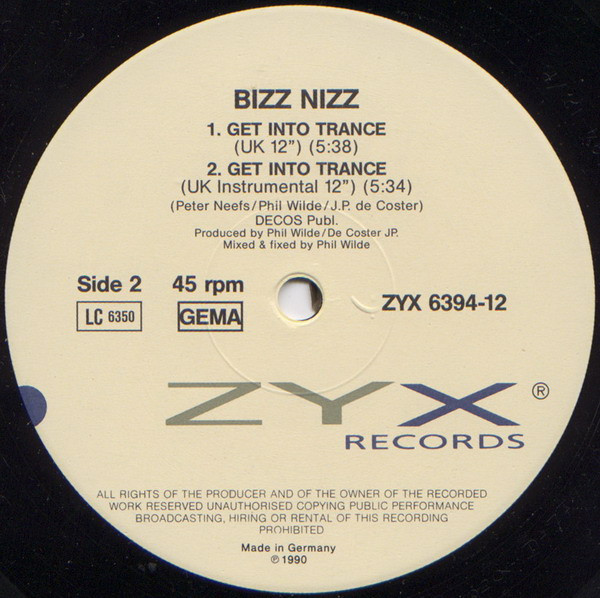 BIZZ NIZZ
1. GET INTO TRANCE
(UK 12") (5:38)
2. GET INTO TRANCE
(UK Instrumental 12") (5:34)
(Peter Neefs/Phil Wilde/J.P. de Coster)
DECOS Publ.
Produced by Phil Wilde/De Coster JP.
Mixed & fixed by Phil Wilde
Side 2 45 rpm
ZYX 6394-12
LC 6350 GEMA
ZYX ®
RECORDS
ALL RIGHTS OF THE PRODUCER AND OF THE OWNER OF THE RECORDED
WORK RESERVED UNAUTHORISED COPYING PUBLIC PERFORMANCE
BROADCASTING, HIRING OR RENTAL OF THIS RECORDING
PROHIBITED
Made in Germany
℗ 1990